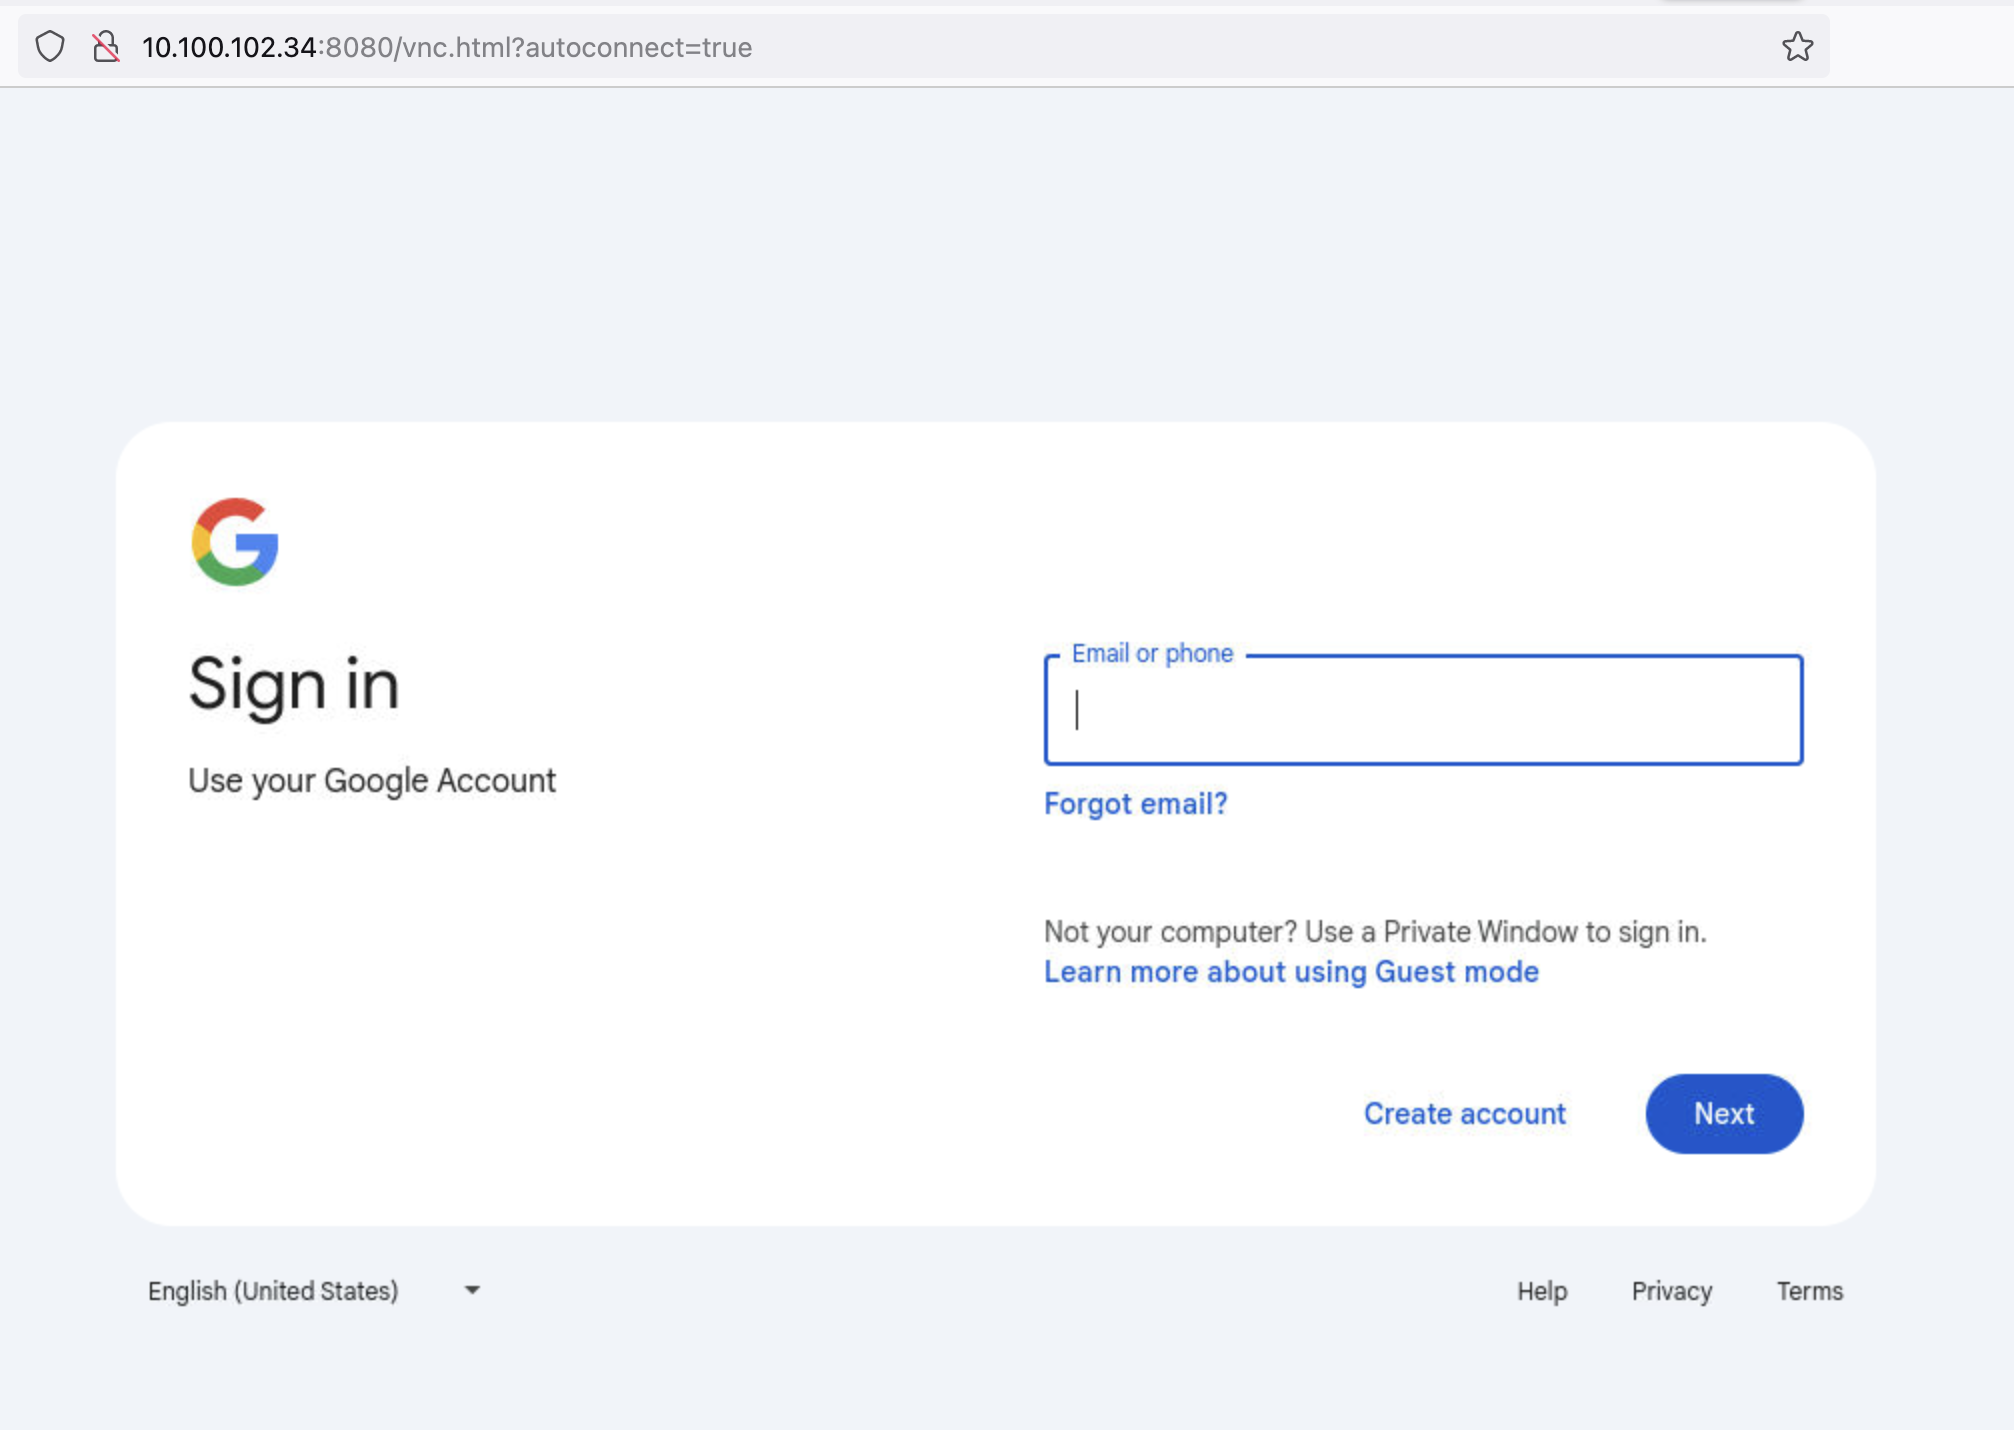 10.100.102.34:8080/vnc.html?autoconnect=true
Sign in
Use your Google Account
Email or phone
Forgot email?
Not your computer? Use a Private Window to sign in.
Learn more about using Guest mode
Create account
Next
English (United States)
Help
Privacy
Terms